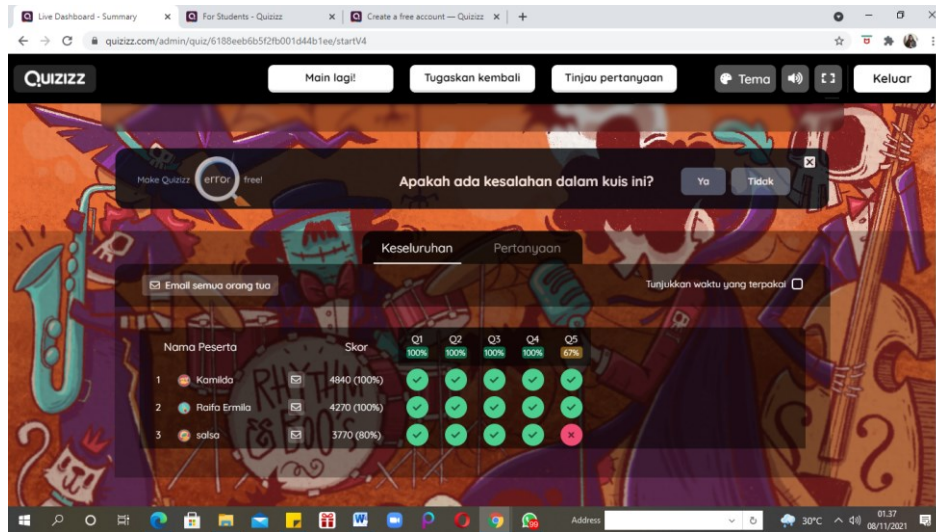 Live Dashboard - Summary
For Students - Quizizz
Create a free account — Quizizz
quizizz.com/admin/quiz/6188eeb6b5f2fb001d44b1ee/startV4
QUIZIZZ
Main lagi!
Tugaskan kembali
Tinjau pertanyaan
Tema
Keluar
Make Quizizz error free!
Apakah ada kesalahan dalam kuis ini?
Ya
Tidak
Keseluruhan
Pertanyaan
Email semua orang tua
Tunjukkan waktu yang terpakai
Nama Peserta Skor Q1 Q2 Q3 Q4 Q5
100% 100% 100% 100% 67%
1 Kamilda 4840 (100%)
2 Raifa Ermila 4270 (100%)
3 salsa 3770 (80%)
RHYTHM
& BOOS
Address
30°C
01.37
08/11/2021